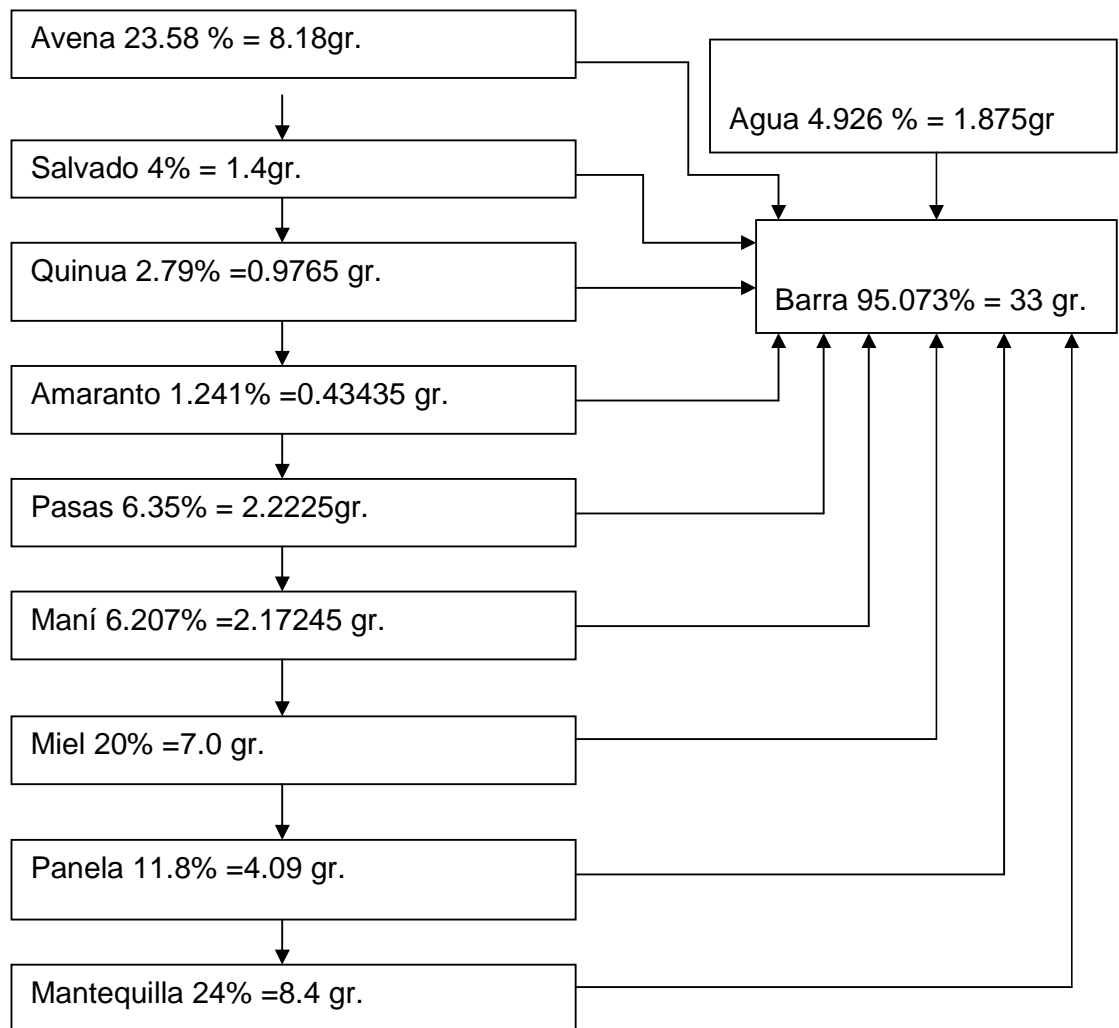 Avena 23.58 % = 8.18gr.
Agua 4.926 % = 1.875gr
Salvado 4% = 1.4gr.
Quinua 2.79% =0.9765 gr.
Barra 95.073% = 33 gr.
Amaranto 1.241% =0.43435 gr.
Pasas 6.35% = 2.2225gr.
Maní 6.207% =2.17245 gr.
Miel 20% =7.0 gr.
Panela 11.8% =4.09 gr.
Mantequilla 24% =8.4 gr.